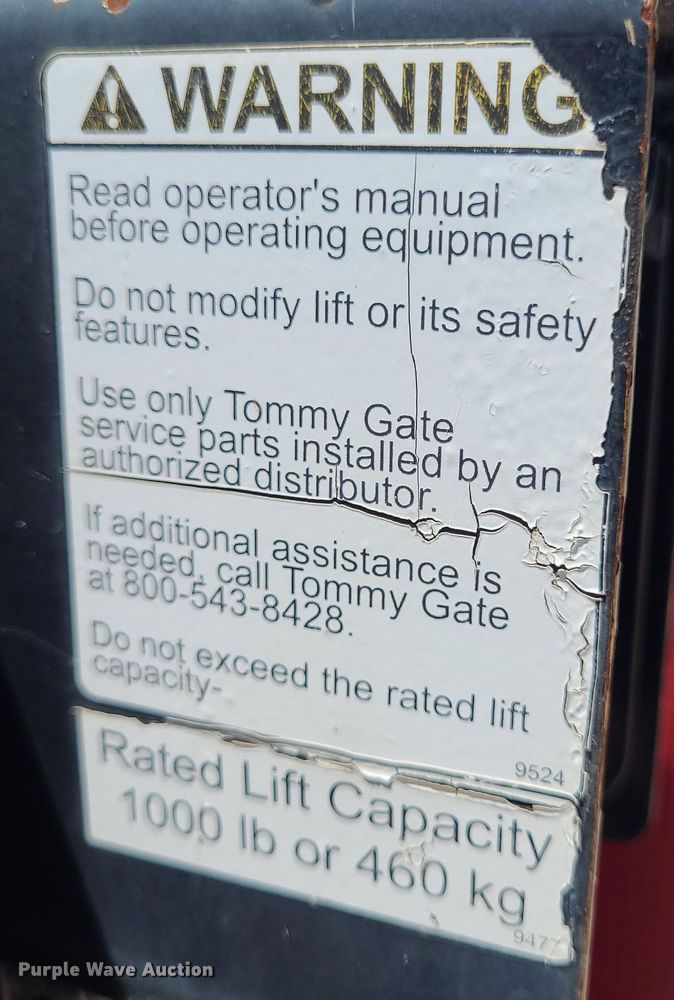 WARNING
Read operator's manual
before operating equipment.
Do not modify lift or its safety
features.
Use only Tommy Gate
service parts installed by an
authorized distributor.
If additional assistance is
needed, call Tommy Gate
at 800-543-8428.
Do not exceed the rated lift
capacity-
9524
Rated Lift Capacity
1000 lb or 460 kg
9477
Purple Wave Auction